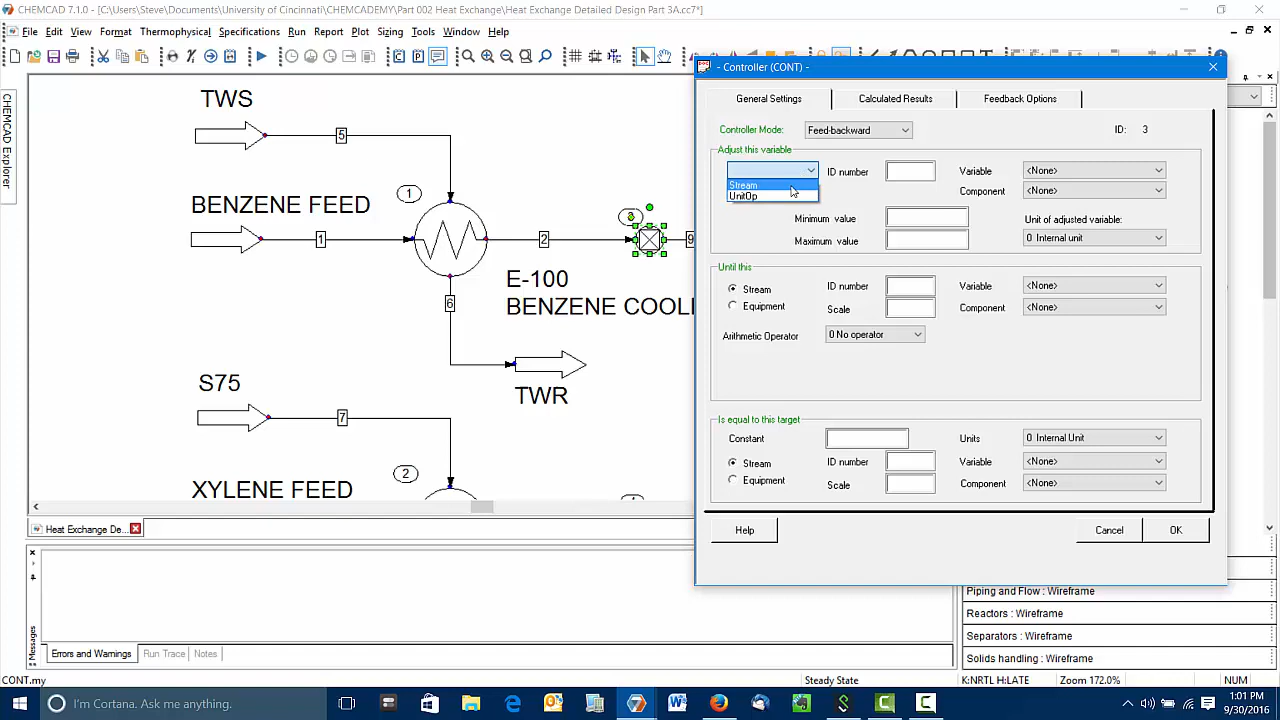 CHEMCAD 7.1.0 - [C:\Users\Steve\Documents\University of Cincinnati\CHEMCADEMY\Part 002 Heat Exchange\Heat Exchange Detailed Design Part 3A.cc7*]
File Edit View Format Thermophysical Specifications Run Report Plot Sizing Tools Window Help
CHEMCAD Explorer
TWS
5
BENZENE FEED
1
1
2
3
9
E-100
BENZENE COOL
6
TWR
S75
7
2
XYLENE FEED
- Controller (CONT) -
General Settings Calculated Results Feedback Options
Controller Mode: Feed-backward ID: 3
Adjust this variable
ID number Variable <None>
Stream
UnitOp
Component <None>
Minimum value Unit of adjusted variable:
Maximum value 0 Internal unit
Until this
Stream ID number Variable <None>
Equipment Scale Component <None>
Arithmetic Operator 0 No operator
Is equal to this target
Constant Units 0 Internal Unit
Stream ID number Variable <None>
Equipment Scale Component <None>
Help Cancel OK
Heat Exchange De...
Messages
Errors and Warnings Run Trace Notes
Piping and Flow : Wireframe
Reactors : Wireframe
Separators : Wireframe
Solids handling : Wireframe
CONT.my Steady State K:NRTL H:LATE Zoom 172.0% NUM
I'm Cortana. Ask me anything.
1:01 PM
9/30/2016